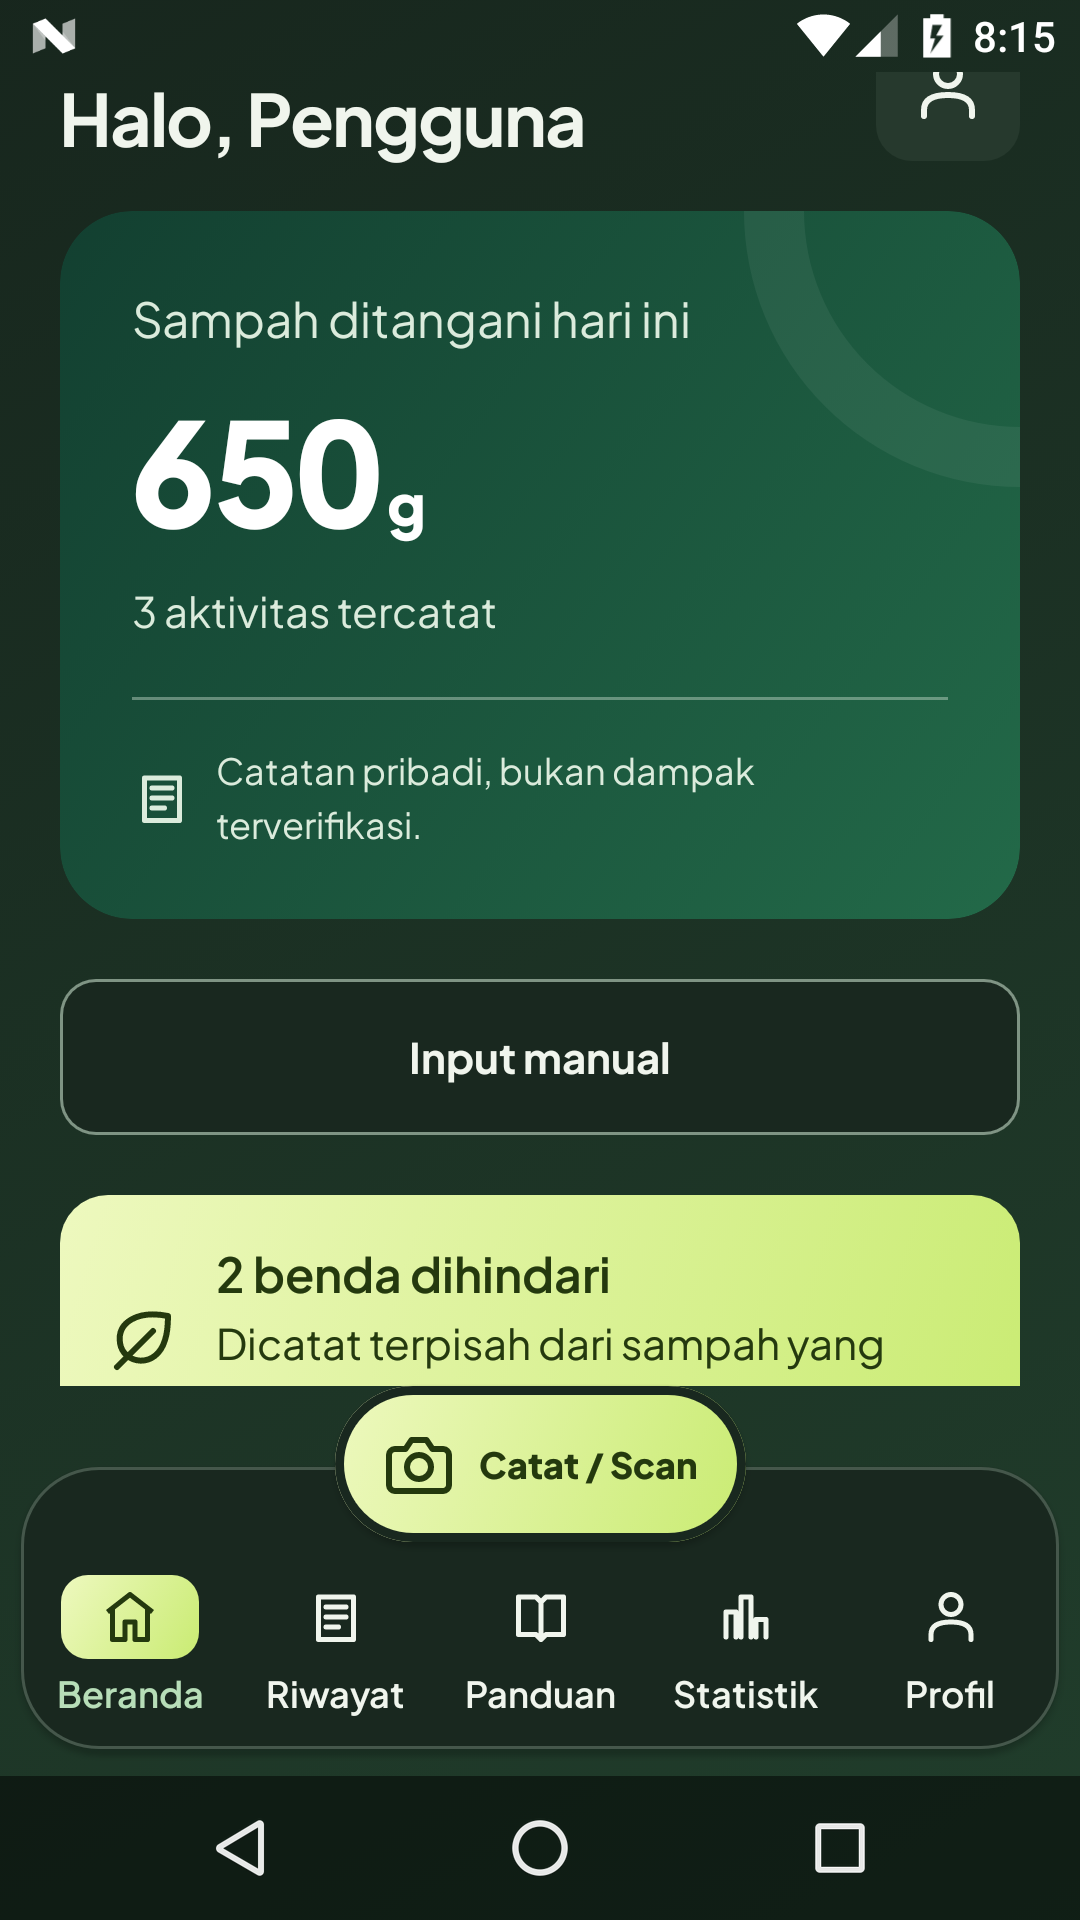 8:15
Halo, Pengguna
Sampah ditangani hari ini
650g
3 aktivitas tercatat
Catatan pribadi, bukan dampak
terverifikasi.
Input manual
2 benda dihindari
Dicatat terpisah dari sampah yang
Catat / Scan
Beranda
Riwayat
Panduan
Statistik
Profil